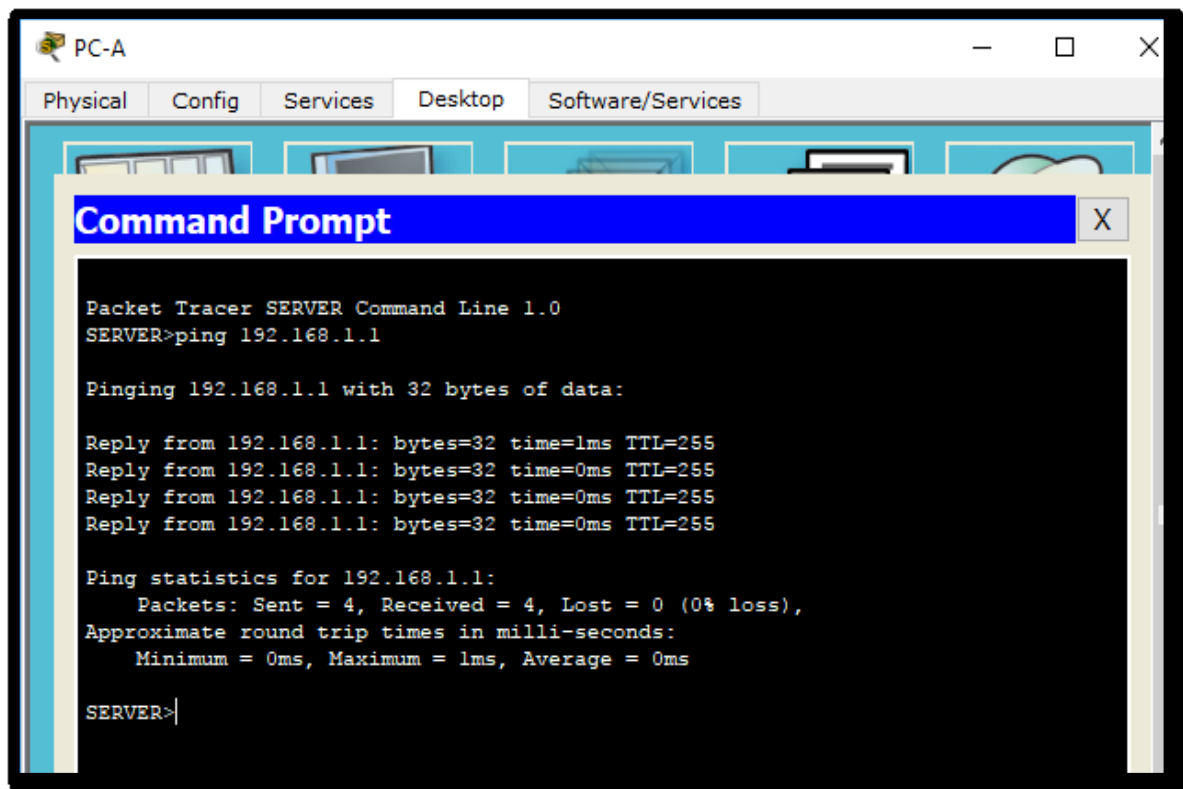 PC-A
Physical Config Services Desktop Software/Services
Command Prompt X
Packet Tracer SERVER Command Line 1.0
SERVER>ping 192.168.1.1
Pinging 192.168.1.1 with 32 bytes of data:
Reply from 192.168.1.1: bytes=32 time=1ms TTL=255
Reply from 192.168.1.1: bytes=32 time=0ms TTL=255
Reply from 192.168.1.1: bytes=32 time=0ms TTL=255
Reply from 192.168.1.1: bytes=32 time=0ms TTL=255
Ping statistics for 192.168.1.1:
Packets: Sent = 4, Received = 4, Lost = 0 (0% loss),
Approximate round trip times in milli-seconds:
Minimum = 0ms, Maximum = 1ms, Average = 0ms
SERVER>